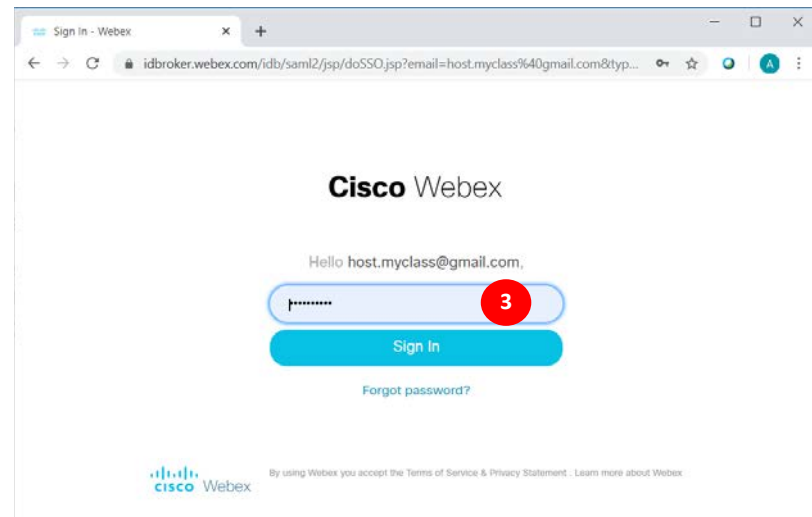 Sign In - Webex
idbroker.webex.com/idb/saml2/jsp/doSSO.jsp?email=host.myclass%40gmail.com&typ...
A
Cisco Webex
Hello host.myclass@gmail.com,
3
Sign In
Forgot password?
CISCO Webex
By using Webex you accept the Terms of Service & Privacy Statement . Learn more about Webex